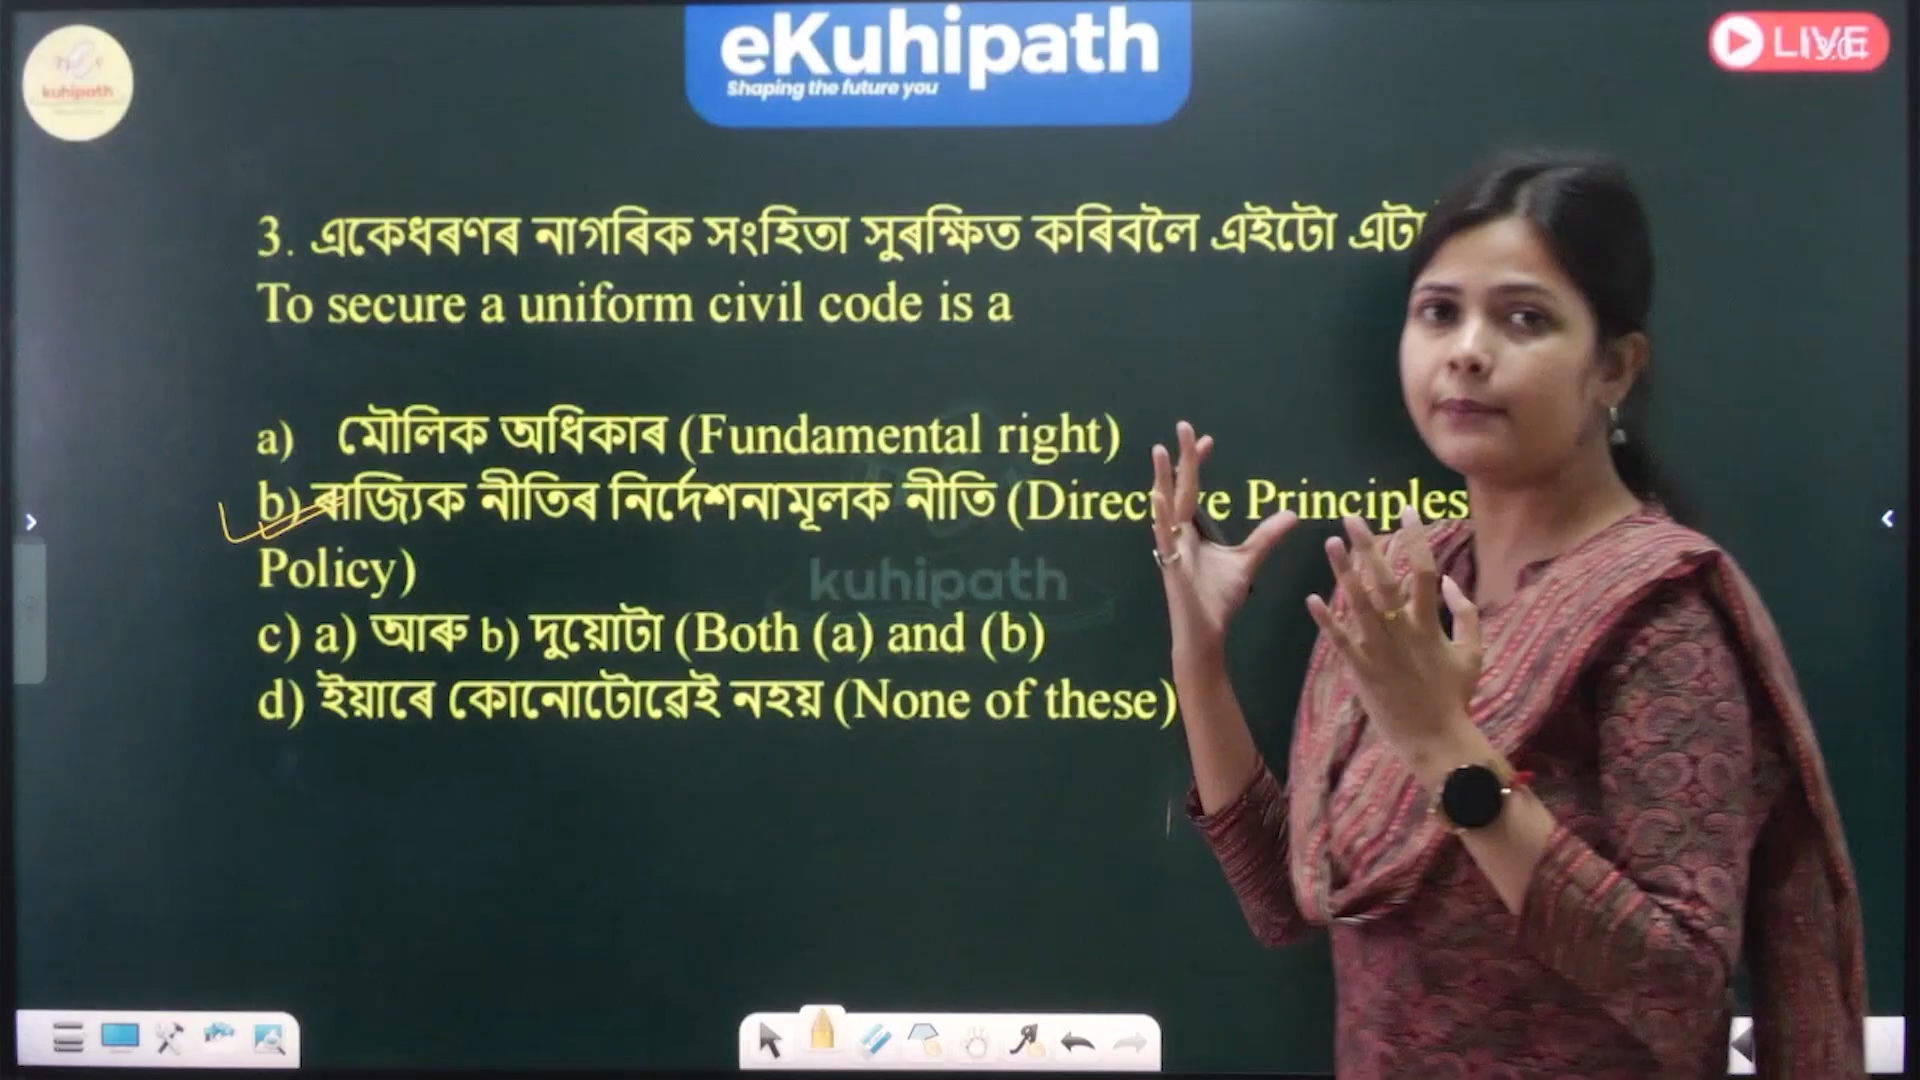 eKuhipath
Shaping the future you
kuhipath
LIVE
3. একেধৰণৰ নাগৰিক সংহিতা সুৰক্ষিত কৰিবলৈ এইটো
To secure a uniform civil code is a
a) মৌলিক অধিকাৰ (Fundamental right)
b) ৰাজ্যিক নীতিৰ নিৰ্দেশনামূলক নীতি (Directive Principles
Policy)
kuhipath
c) a) আৰু b) দুয়োটা (Both (a) and (b)
d) ইয়াৰে কোনোটোৱেই নহয় (None of these)